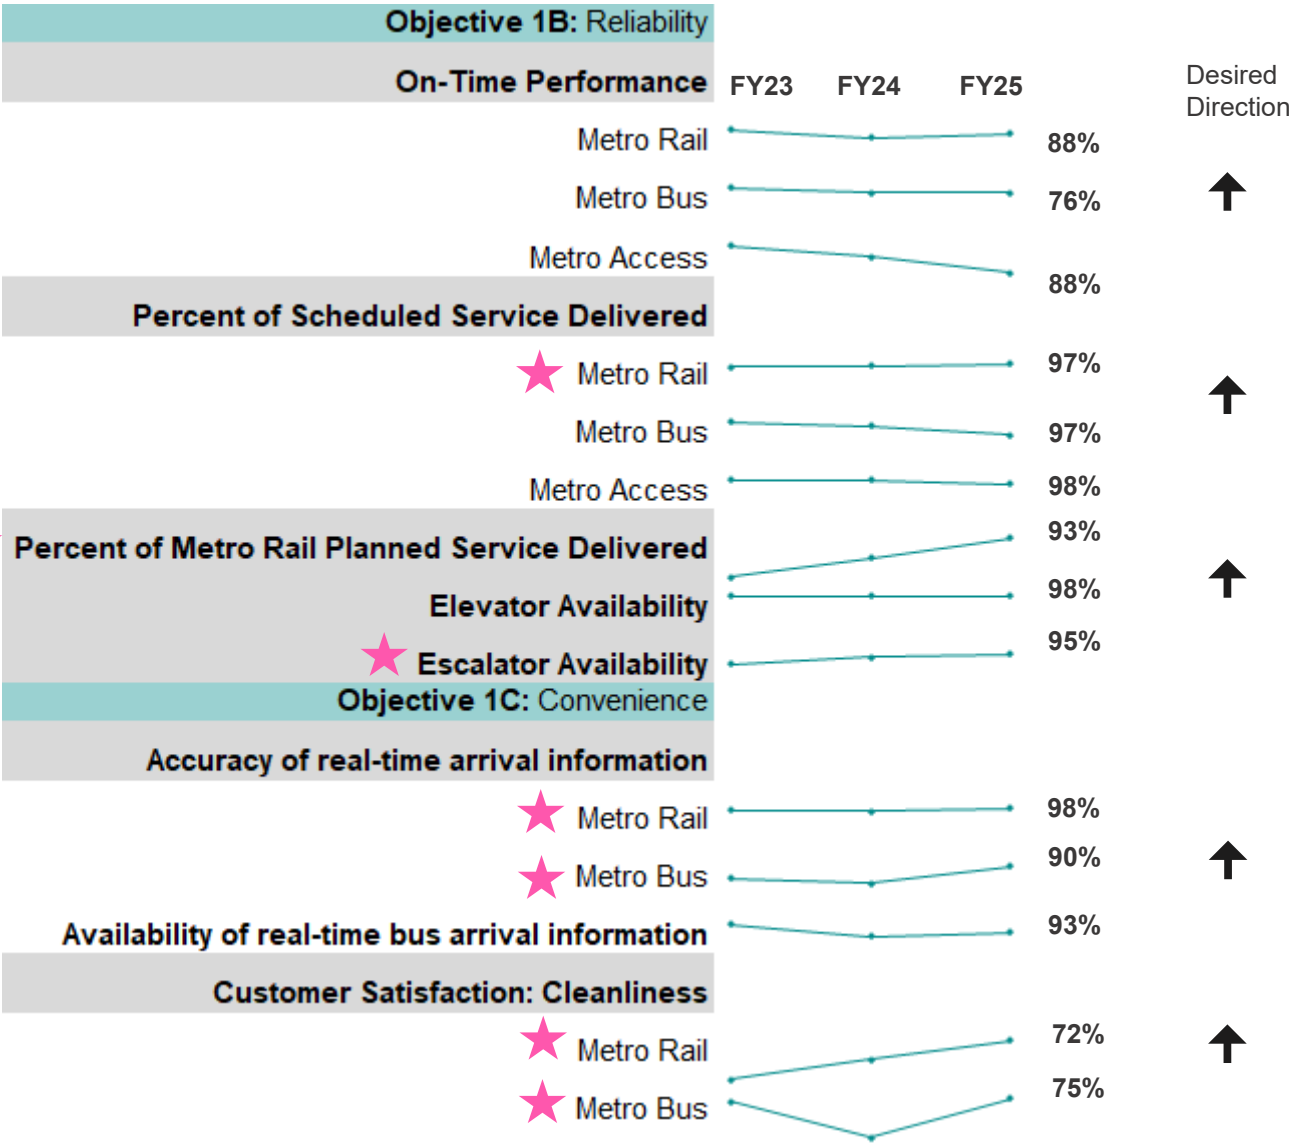 Objective 1B: Reliability
On-Time Performance FY23 FY24 FY25 Desired
Direction
Metro Rail 88%
Metro Bus 76%
Metro Access 88%
Percent of Scheduled Service Delivered
Metro Rail 97%
Metro Bus 97%
Metro Access 98%
Percent of Metro Rail Planned Service Delivered 93%
Elevator Availability 98%
Escalator Availability 95%
Objective 1C: Convenience
Accuracy of real-time arrival information
Metro Rail 98%
Metro Bus 90%
Availability of real-time bus arrival information 93%
Customer Satisfaction: Cleanliness
Metro Rail 72%
Metro Bus 75%